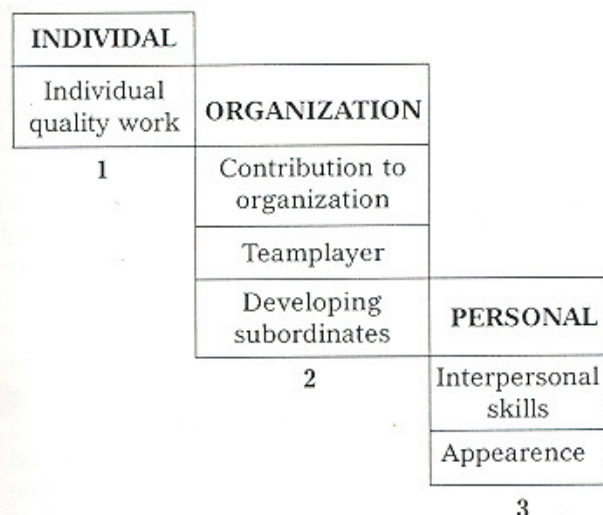 INDIVIDAL
Individual
quality work
1
ORGANIZATION
Contribution to
organization
Teamplayer
Developing
subordinates
2
PERSONAL
Interpersonal
skills
Appearence
3